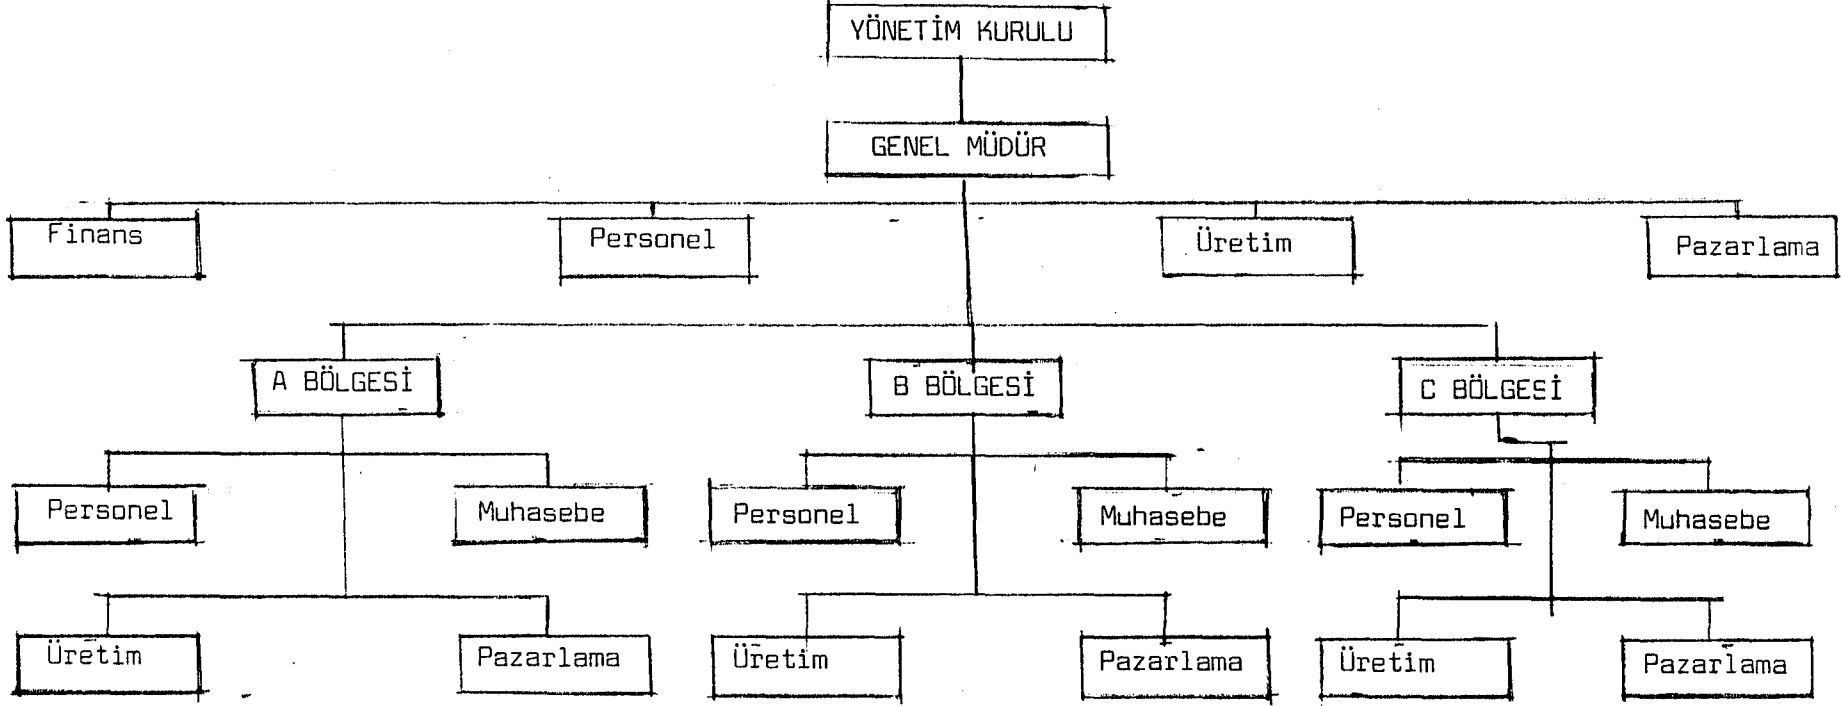 YÖNETİM KURULU
GENEL MÜDÜR
Finans
Personel
Üretim
Pazarlama
A BÖLGESİ
B BÖLGESİ
C BÖLGESİ
Personel
Muhasebe
Personel
Muhasebe
Personel
Muhasebe
Üretim
Pazarlama
Üretim
Pazarlama
Üretim
Pazarlama